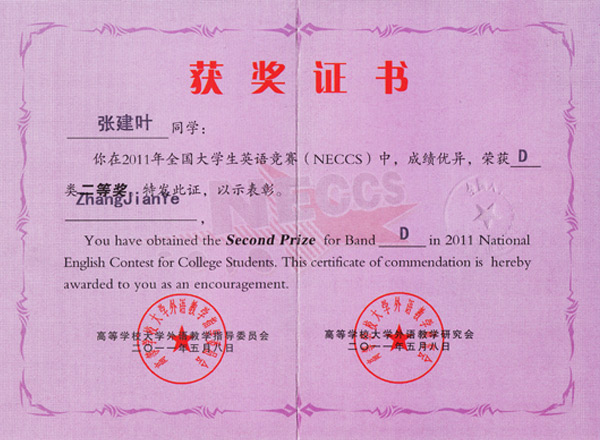 获奖证书
张建叶 同学：
你在2011年全国大学生英语竞赛（NECCS）中，成绩优异，荣获 D
类二等奖，特发此证，以示表彰。
NECCS
ZhangJianYe ,
You have obtained the Second Prize for Band D in 2011 National
English Contest for College Students. This certificate of commendation is hereby
awarded to you as an encouragement.
高等学校大学外语教学指导委员会
二〇一一年五月八日
高等学校大学外语教学研究会
二〇一一年五月八日